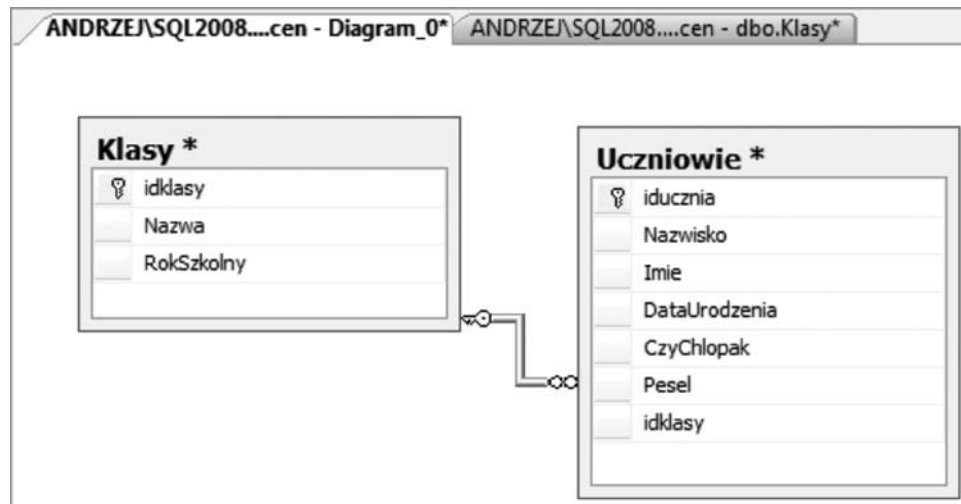 ANDRZEJ\SQL2008....cen - Diagram_0* ANDRZEJ\SQL2008....cen - dbo.Klasy*
Klasy *
idklasy
Nazwa
RokSzkolny
Uczniowie *
iducznia
Nazwisko
Imie
DataUrodzenia
CzyChlopak
Pesel
idklasy